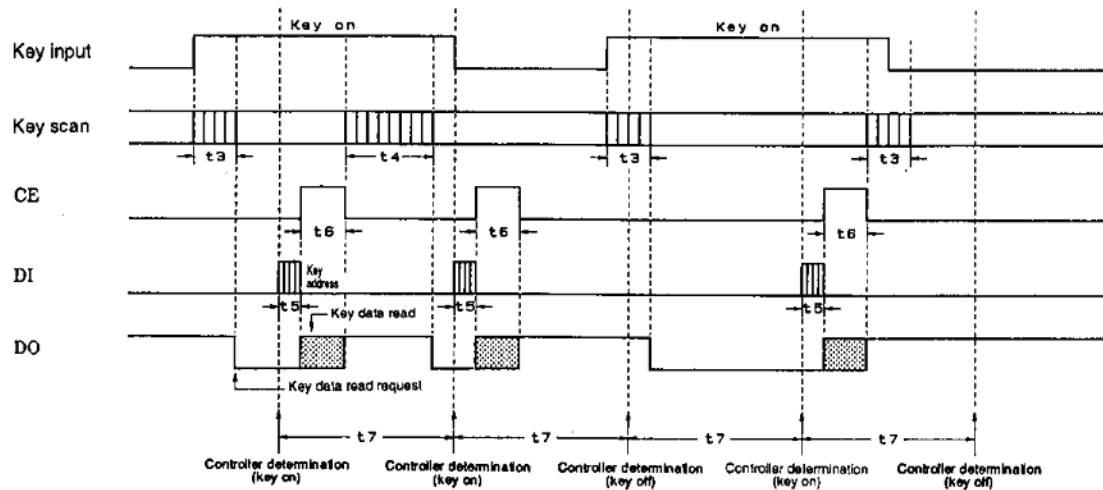 Key on
Key on
Key input
Key scan
t3
t4
t3
t3
CE
t6
t6
t6
DI
Key
address
t5
t5
t5
Key data read
DO
Key data read request
t7
t7
t7
t7
Controller determination
(key on)
Controller determination
(key on)
Controller determination
(key off)
Controller determination
(key on)
Controller determination
(key off)